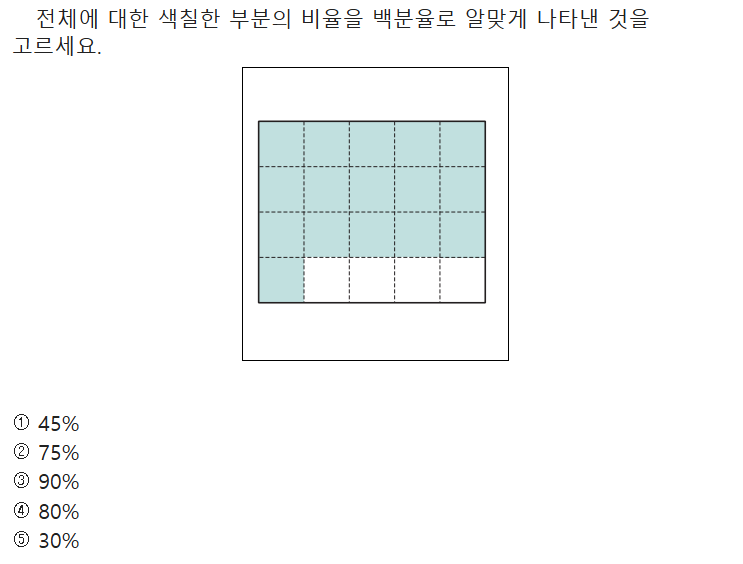 전체에 대한 색칠한 부분의 비율을 백분율로 알맞게 나타낸 것을
고르세요.
① 45%
② 75%
③ 90%
④ 80%
⑤ 30%